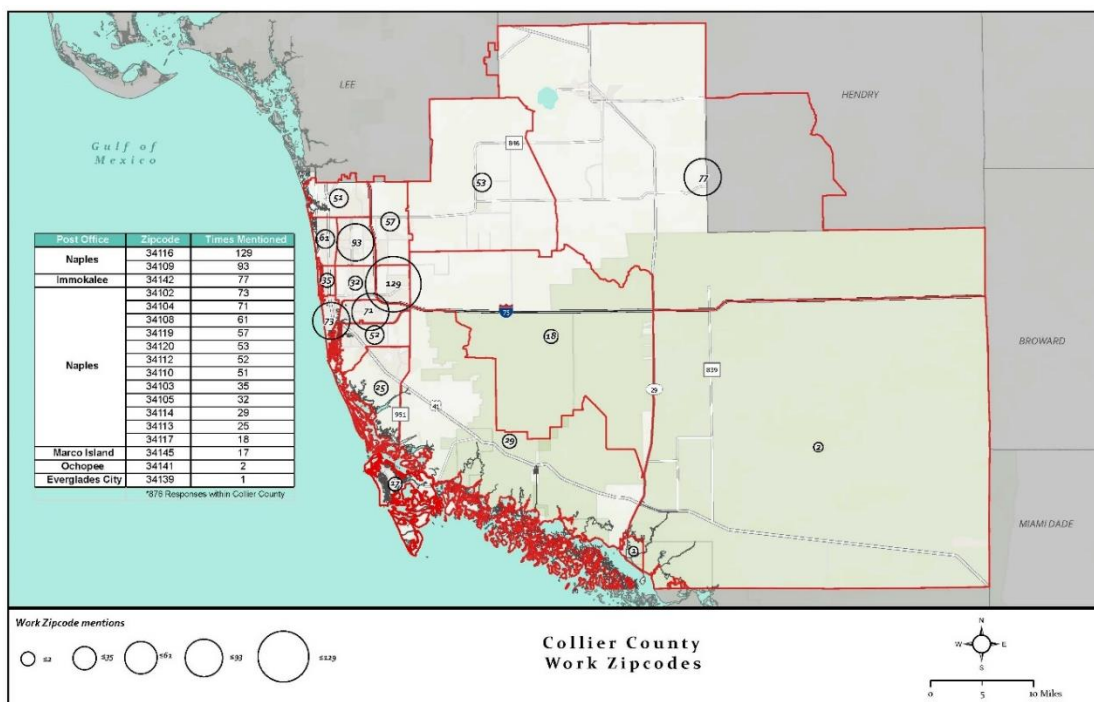 LEE
HENDRY
Gulf of
Mexico
846
53
77
51
57
61
93
35
32
129
73
71
52
75
18
BROWARD
839
29
25
951
41
29
2
17
1
MIAMI DADE
Post Office Zipcode Times Mentioned
Naples 34116 129
34109 93
Immokalee 34142 77
Naples 34102 73
34104 71
34108 61
34119 57
34120 53
34112 52
34110 51
34103 35
34105 32
34114 29
34113 25
34117 18
Marco Island 34145 17
Ochopee 34141 2
Everglades City 34139 1
*876 Responses within Collier County
Work Zipcode mentions
≤2 ≤35 ≤61 ≤93 ≤129
Collier County
Work Zipcodes
N
W E
S
0 5 10 Miles